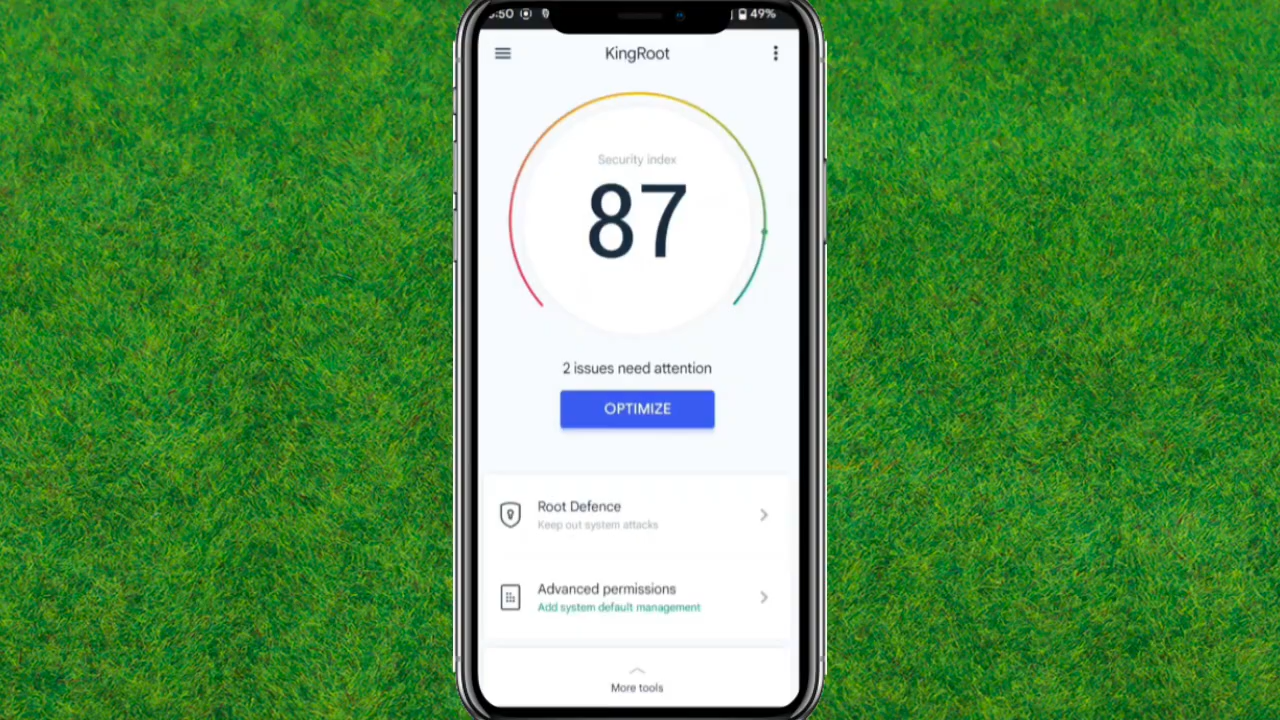 :50 49%
KingRoot
Security index
87
2 issues need attention
OPTIMIZE
Root Defence
Keep out system attacks
Advanced permissions
Add system default management
More tools